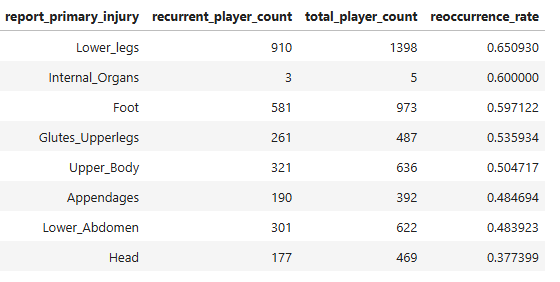 report_primary_injury recurrent_player_count total_player_count reoccurrence_rate
Lower_legs 910 1398 0.650930
Internal_Organs 3 5 0.600000
Foot 581 973 0.597122
Glutes_Upperlegs 261 487 0.535934
Upper_Body 321 636 0.504717
Appendages 190 392 0.484694
Lower_Abdomen 301 622 0.483923
Head 177 469 0.377399